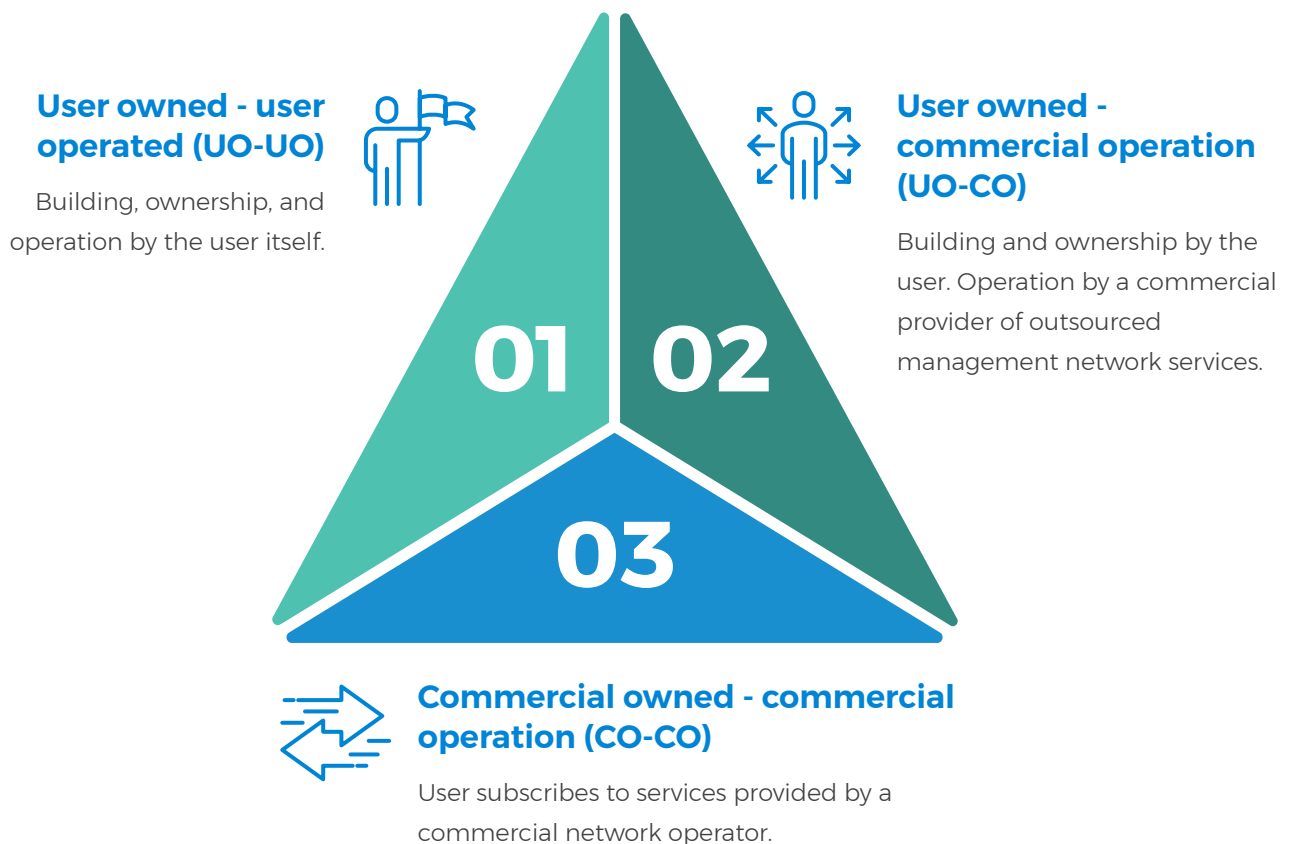 User owned - user
operated (UO-UO)
Building, ownership, and
operation by the user itself.
User owned -
commercial operation
(UO-CO)
Building and ownership by the
user. Operation by a commercial
provider of outsourced
management network services.
01
02
03
Commercial owned - commercial
operation (CO-CO)
User subscribes to services provided by a
commercial network operator.